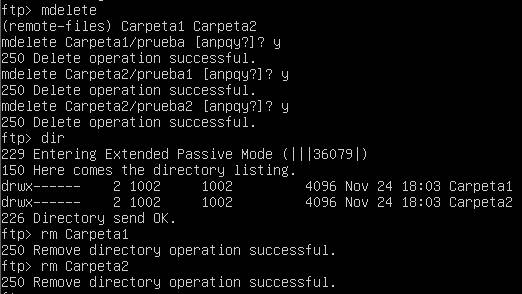 ftp> mdelete
(remote-files) Carpeta1 Carpeta2
mdelete Carpeta1/prueba [anpqy?]? y
250 Delete operation successful.
mdelete Carpeta2/prueba1 [anpqy?]? y
250 Delete operation successful.
mdelete Carpeta2/prueba2 [anpqy?]? y
250 Delete operation successful.
ftp> dir
229 Entering Extended Passive Mode (|||36079|)
150 Here comes the directory listing.
drwx------    2 1002     1002         4096 Nov 24 18:03 Carpeta1
drwx------    2 1002     1002         4096 Nov 24 18:03 Carpeta2
226 Directory send OK.
ftp> rm Carpeta1
250 Remove directory operation successful.
ftp> rm Carpeta2
250 Remove directory operation successful.